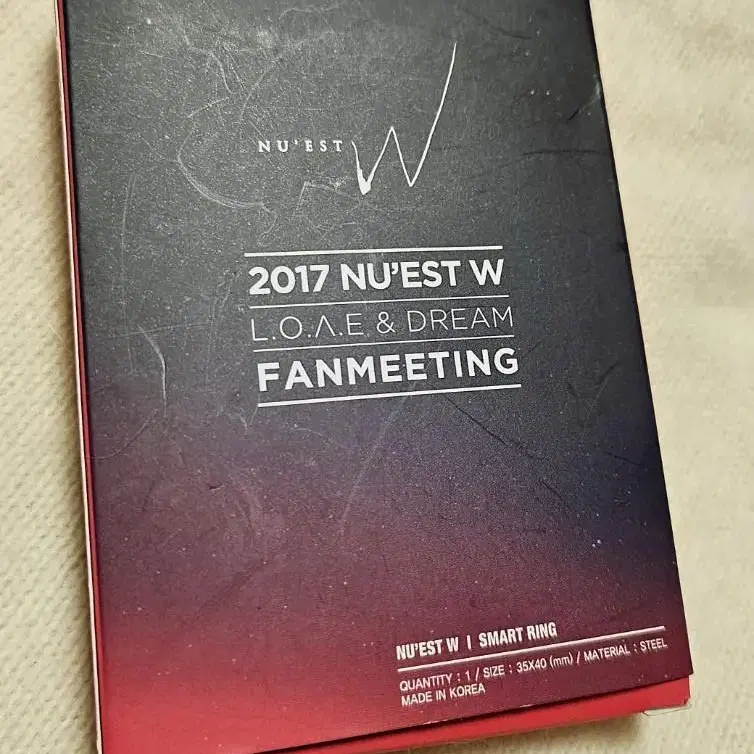 NU'EST W
2017 NU'EST W
L.O.Λ.E & DREAM
FANMEETING
NU'EST W | SMART RING
QUANTITY : 1 / SIZE : 35X40 (mm) / MATERIAL : STEEL
MADE IN KOREA